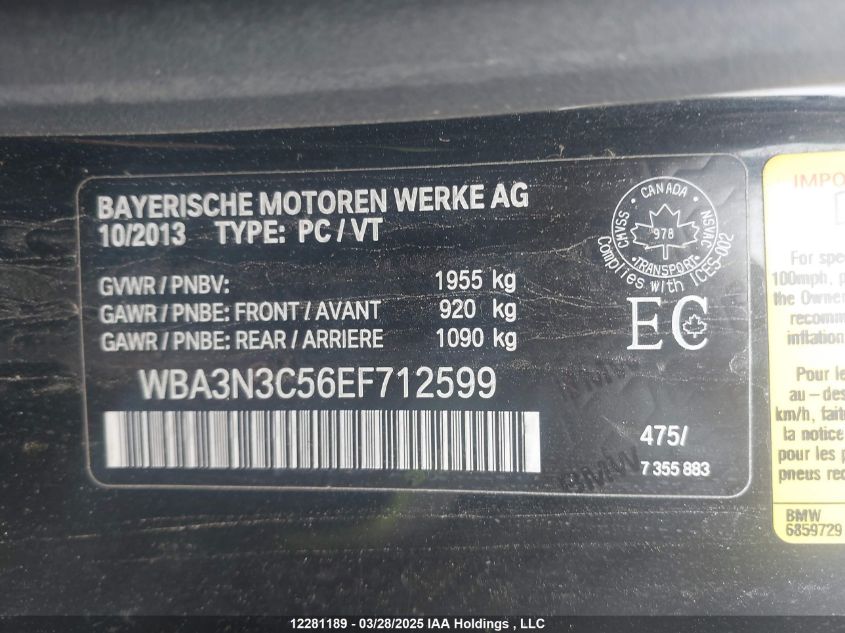 BAYERISCHE MOTOREN WERKE AG
10/2013 TYPE: PC / VT
GVWR / PNBV: 1955 kg
GAWR / PNBE: FRONT / AVANT 920 kg
GAWR / PNBE: REAR / ARRIERE 1090 kg
WBA3N3C56EF712599
CANADA
CMVSS NSVAC
978
TRANSPORT
Complies with ICES-002
EC
475/
7 355 883
BMW
BMW
IMPO
For spe
100mph, p
the Owner
recomm
inflation
Pour le
au - des
km/h, faite
la notice
pour les p
pneus rec
BMW
6859729
12281189 - 03/28/2025 IAA Holdings , LLC